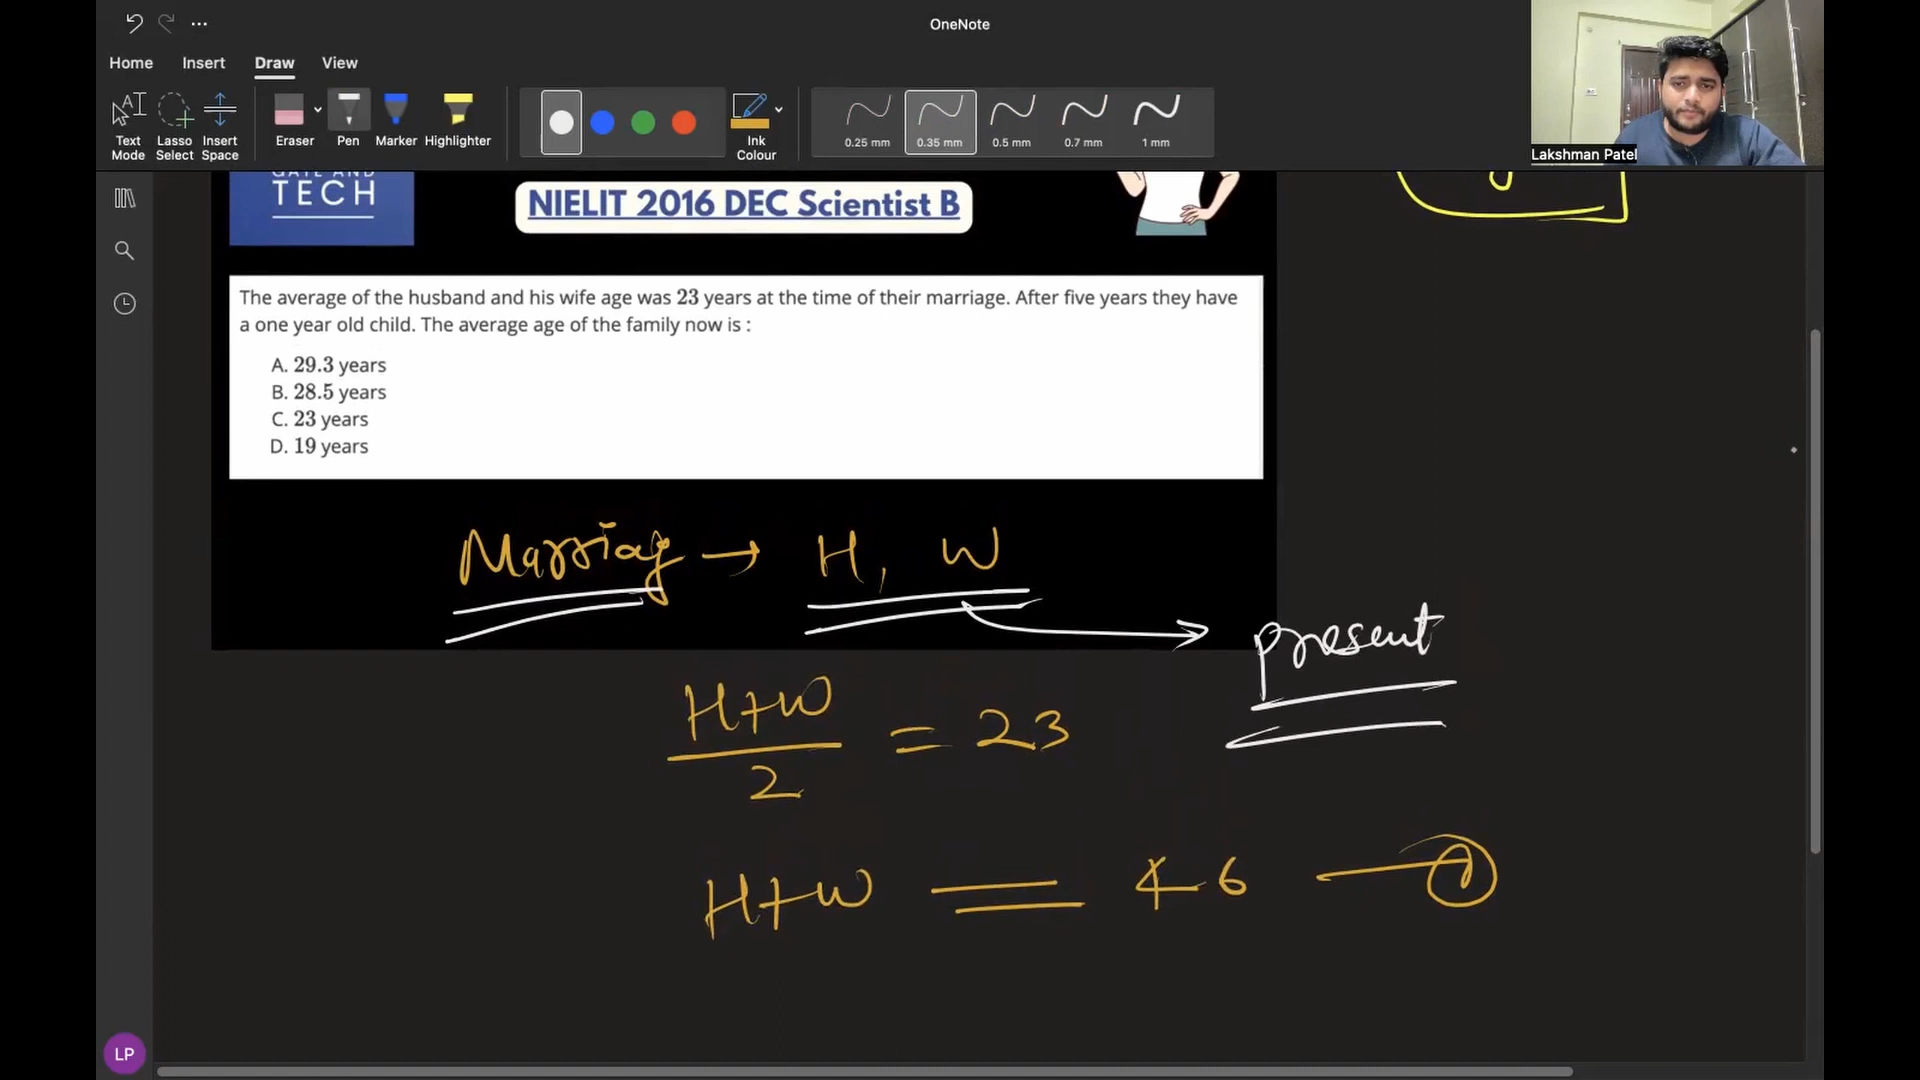 OneNote
Home Insert Draw View
Text Mode
Lasso Select
Insert Space
Eraser
Pen
Marker
Highlighter
Ink Colour
0.25 mm
0.35 mm
0.5 mm
0.7 mm
1 mm
Lakshman Patel
GATE AND
TECH
NIELIT 2016 DEC Scientist B
The average of the husband and his wife age was 23 years at the time of their marriage. After five years they have
a one year old child. The average age of the family now is :
A. 29.3 years
B. 28.5 years
C. 23 years
D. 19 years
Marriag → H, W
present
H+W
2
= 23
H+W = 46 — 1
LP